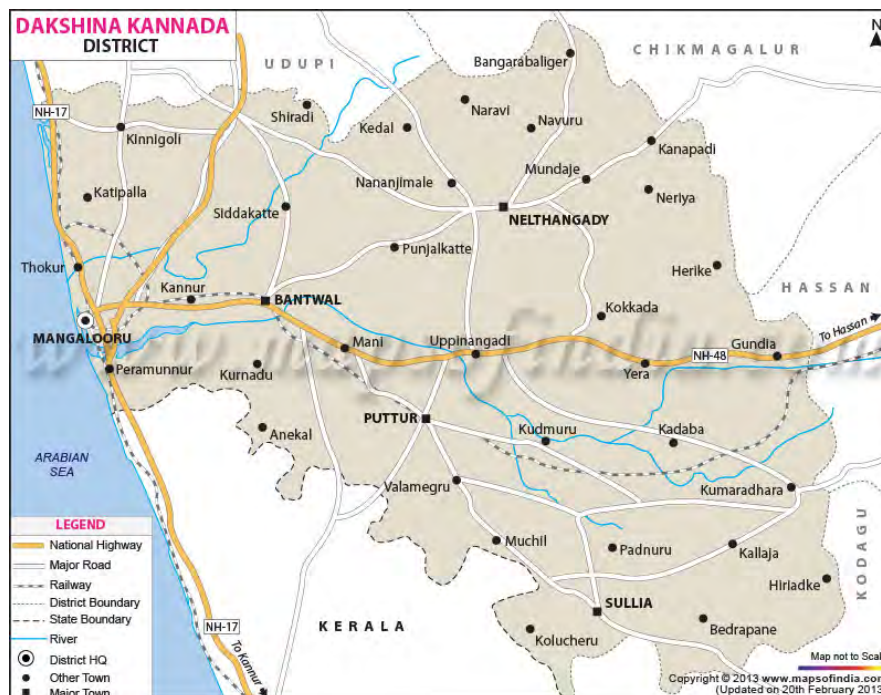 DAKSHINA KANNADA
DISTRICT
N
UDUPI
CHIKMAGALUR
Bangarabaliger
NH-17
Shiradi
Naravi
Kinnigoli
Kedal
Navuru
Kanapadi
Mundaje
Nananjimale
Neriya
Katipalla
Siddakatte
NELTHANGADY
Punjalkatte
Thokur
Herike
HASSAN
Kannur
BANTWAL
Kokkada
To Hassan
MANGALOORU
Mani
Uppinangadi
Gundia
NH-48
Peramunnur
Kurnadu
Yera
PUTTUR
Anekal
Kudmuru
Kadaba
ARABIAN
SEA
Valamegru
Kumaradhara
LEGEND
National Highway
Major Road
Railway
District Boundary
State Boundary
River
District HQ
Other Town
Major Town
Muchil
Padnuru
Kallaja
KODAGU
Hiriadke
SULLIA
NH-17
KERALA
Kolucheru
Bedrapane
To Kannur
Map not to Scal
Copyright © 2013 www.mapsofindia.com
(Updated on 20th February 2013